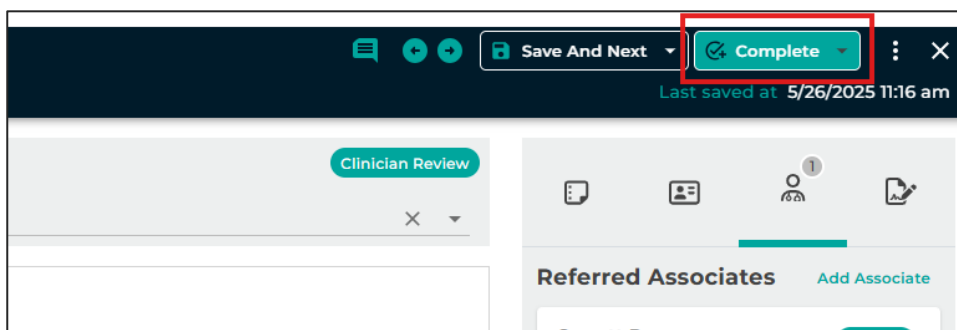 Save And Next Complete
Last saved at 5/26/2025 11:16 am
Clinician Review
1
Referred Associates Add Associate